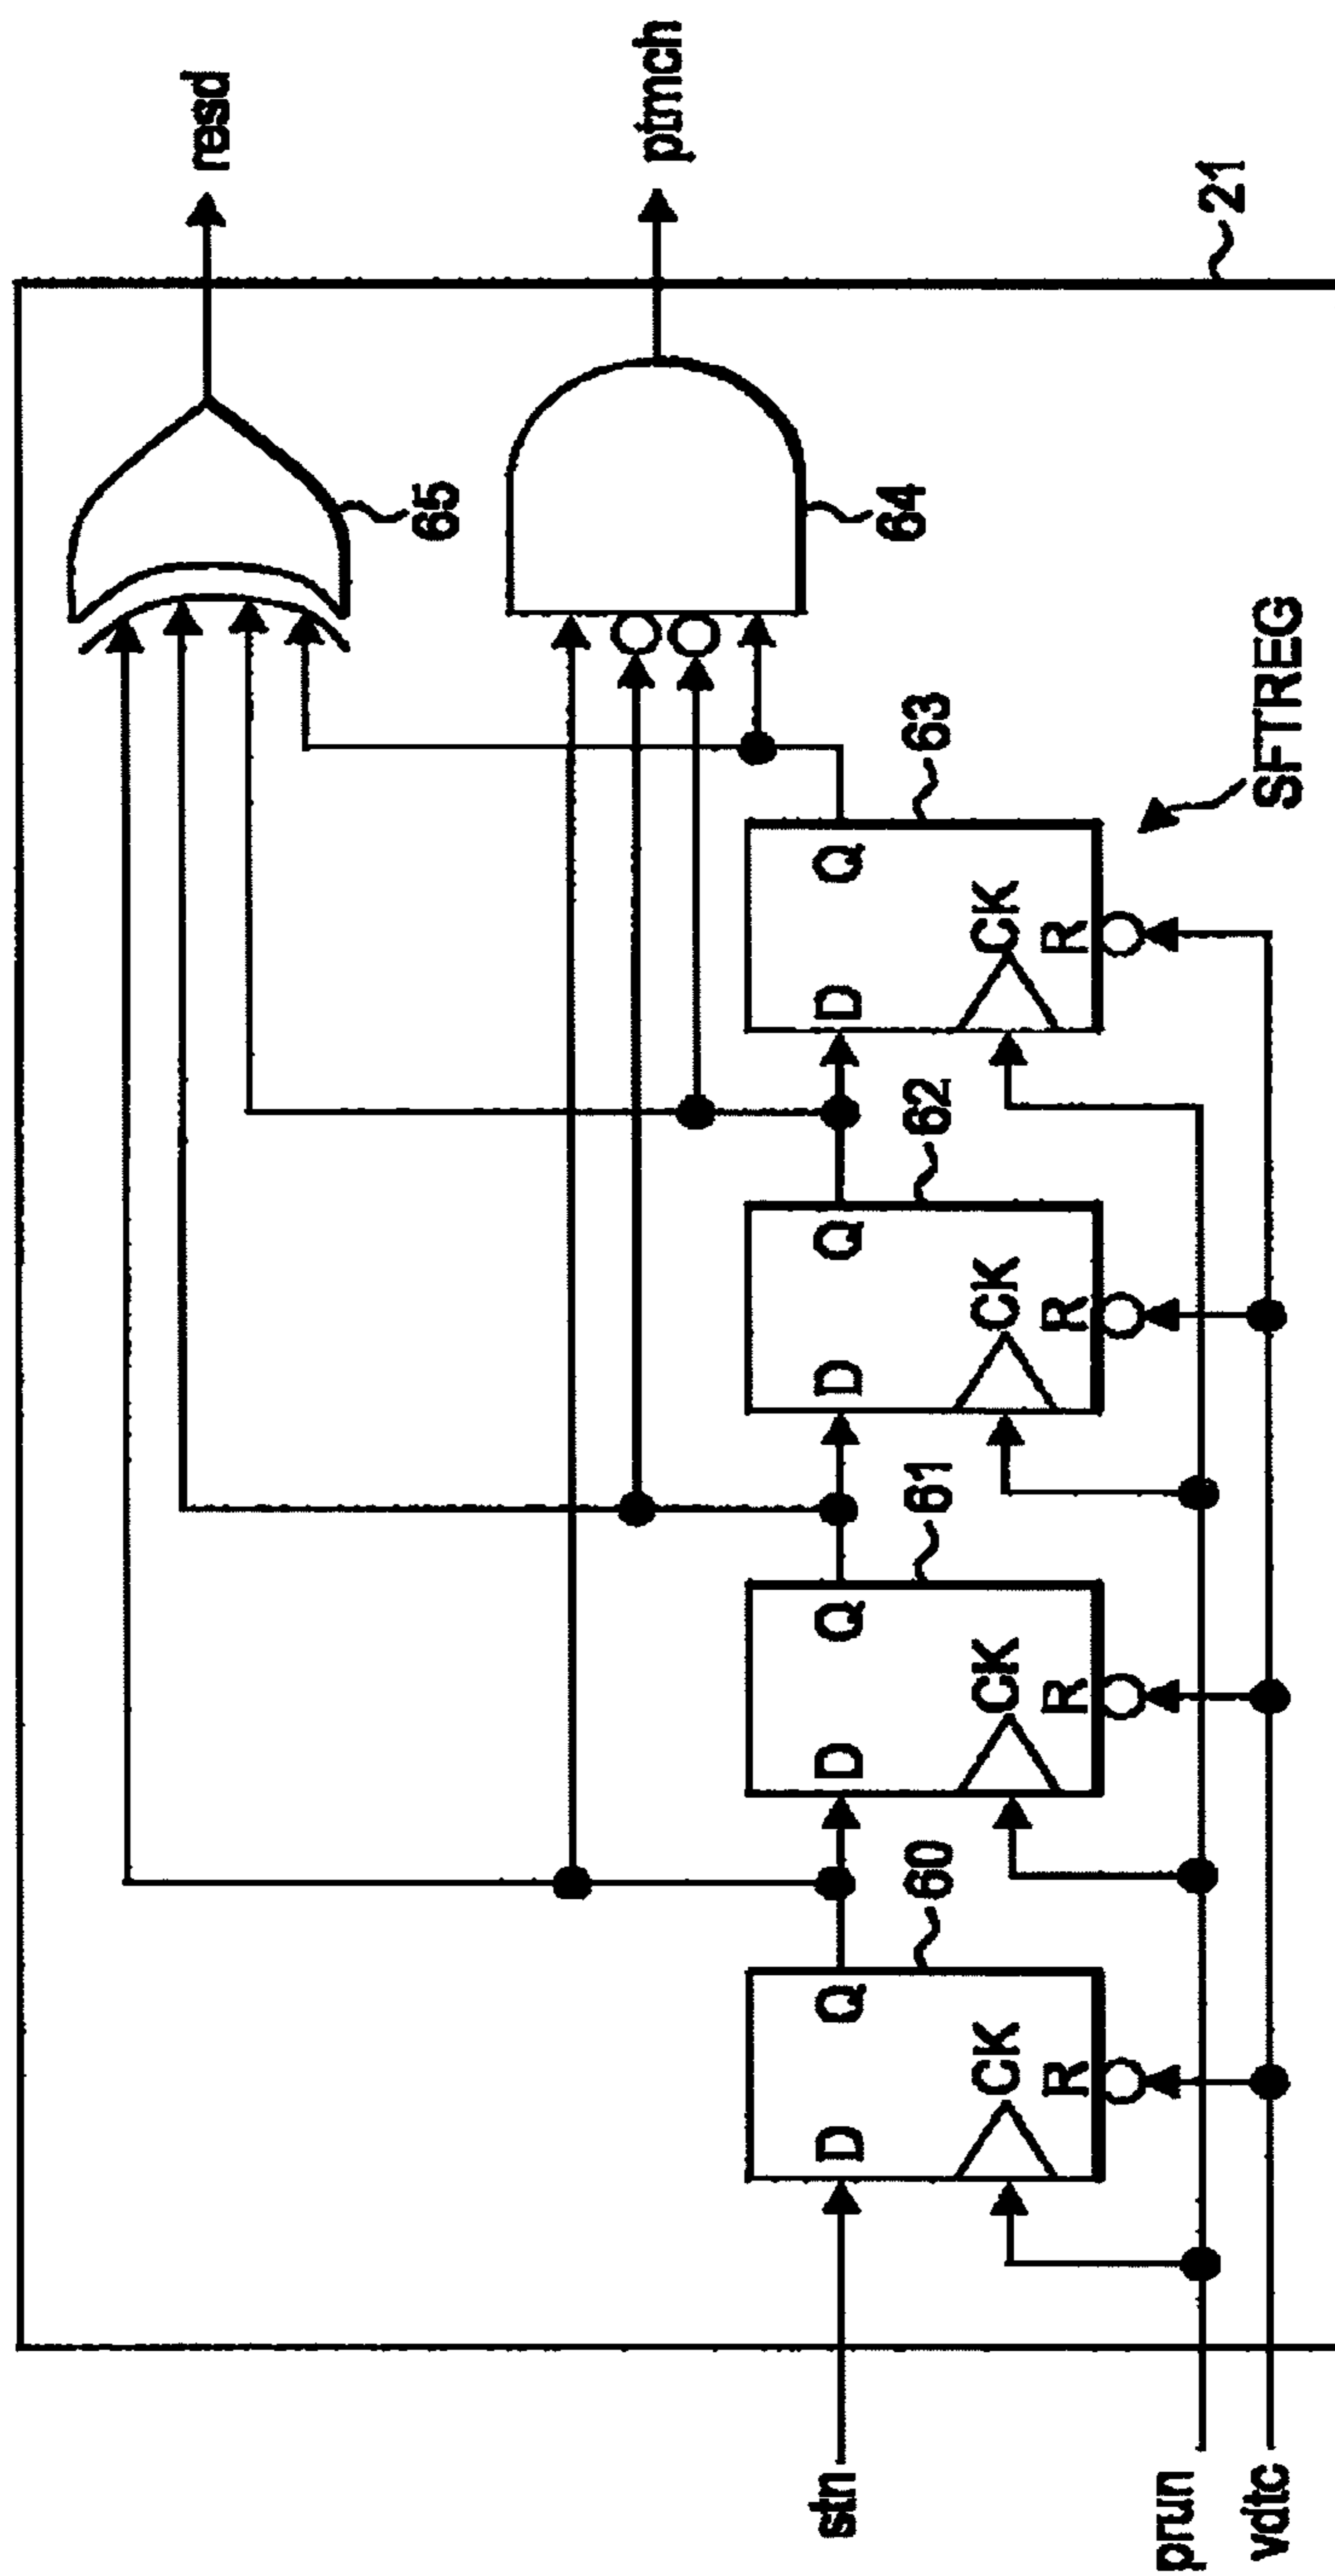 resd
ptmch
21
65
64
SFTREG
60
61
62
63
stn
D
Q
CK
R
D
Q
CK
R
D
Q
CK
R
D
Q
CK
R
prun
vdtc